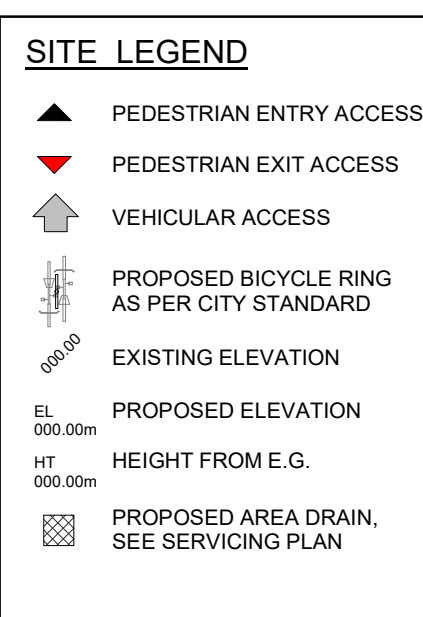 SITE LEGEND
PEDESTRIAN ENTRY ACCESS
PEDESTRIAN EXIT ACCESS
VEHICULAR ACCESS
PROPOSED BICYCLE RING
AS PER CITY STANDARD
000.00
EXISTING ELEVATION
EL
000.00m
PROPOSED ELEVATION
HT
000.00m
HEIGHT FROM E.G.
PROPOSED AREA DRAIN,
SEE SERVICING PLAN